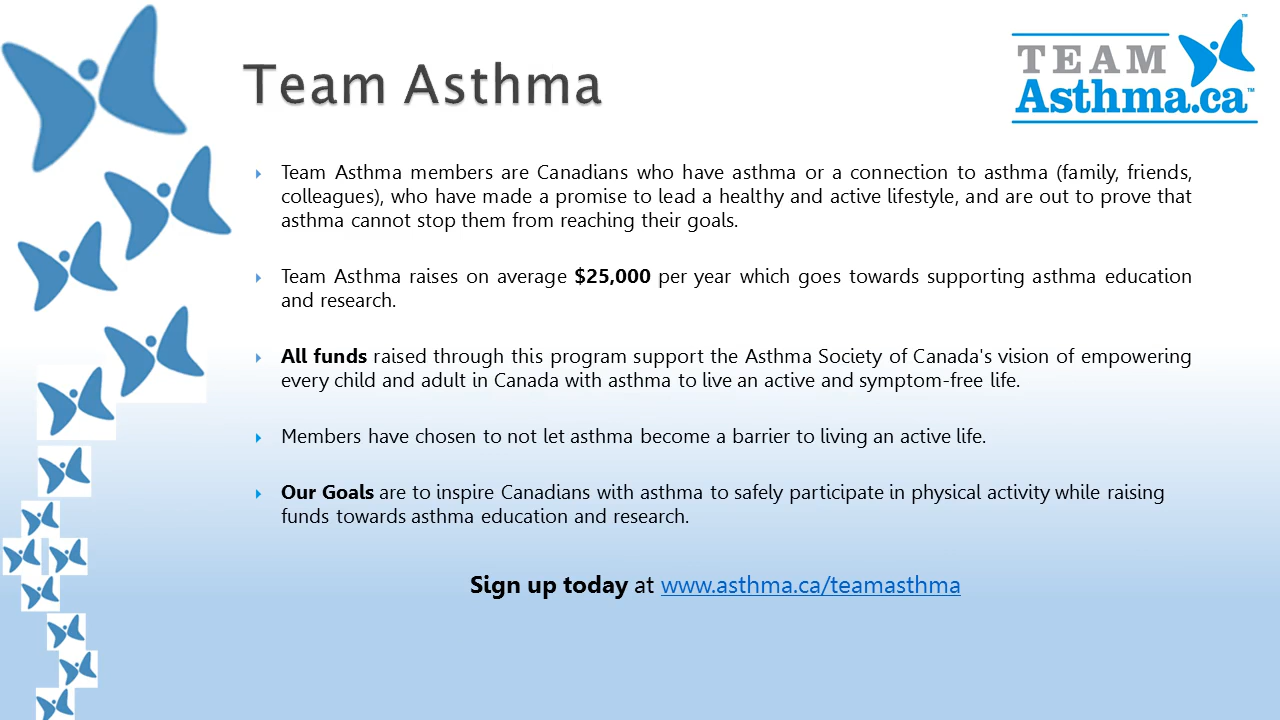 Team Asthma
TEAM
Asthma.ca™
™
Team Asthma members are Canadians who have asthma or a connection to asthma (family, friends,
colleagues), who have made a promise to lead a healthy and active lifestyle, and are out to prove that
asthma cannot stop them from reaching their goals.
Team Asthma raises on average $25,000 per year which goes towards supporting asthma education
and research.
All funds raised through this program support the Asthma Society of Canada's vision of empowering
every child and adult in Canada with asthma to live an active and symptom-free life.
Members have chosen to not let asthma become a barrier to living an active life.
Our Goals are to inspire Canadians with asthma to safely participate in physical activity while raising
funds towards asthma education and research.
Sign up today at www.asthma.ca/teamasthma